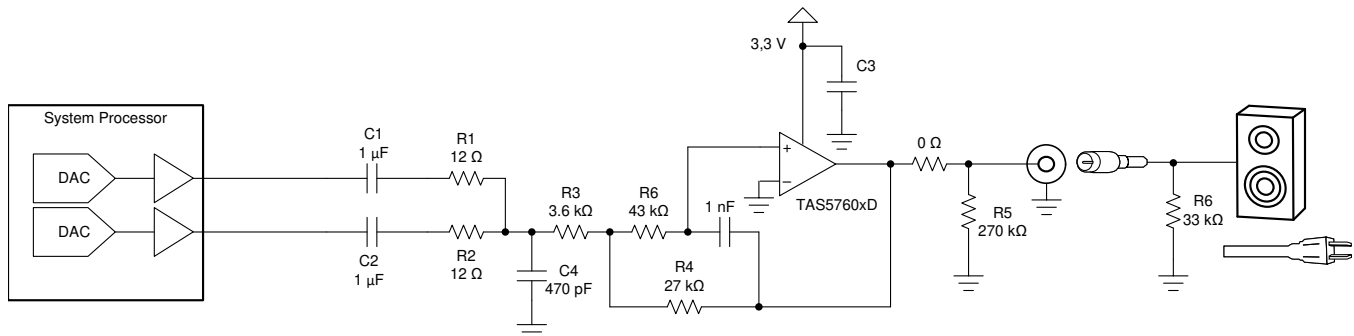 System Processor
DAC
DAC
C1
1 µF
R1
12 Ω
C2
1 µF
R2
12 Ω
C4
470 pF
R3
3.6 kΩ
R6
43 kΩ
1 nF
R4
27 kΩ
3,3 V
C3
+
−
TAS5760xD
0 Ω
R5
270 kΩ
R6
33 kΩ